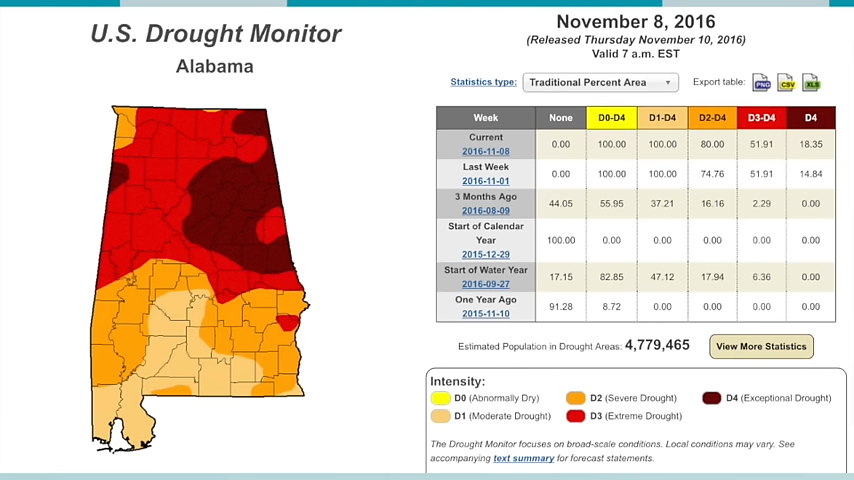 U.S. Drought Monitor
Alabama
November 8, 2016
(Released Thursday November 10, 2016)
Valid 7 a.m. EST
Statistics type: Traditional Percent Area Export table: PNG CSV XLS
Week None D0-D4 D1-D4 D2-D4 D3-D4 D4
Current
2016-11-08 0.00 100.00 100.00 80.00 51.91 18.35
Last Week
2016-11-01 0.00 100.00 100.00 74.76 51.91 14.84
3 Months Ago
2016-08-09 44.05 55.95 37.21 16.16 2.29 0.00
Start of Calendar
Year
2015-12-29 100.00 0.00 0.00 0.00 0.00 0.00
Start of Water Year
2016-09-27 17.15 82.85 47.12 17.94 6.36 0.00
One Year Ago
2015-11-10 91.28 8.72 0.00 0.00 0.00 0.00
Estimated Population in Drought Areas: 4,779,465 View More Statistics
Intensity:
D0 (Abnormally Dry) D2 (Severe Drought) D4 (Exceptional Drought)
D1 (Moderate Drought) D3 (Extreme Drought)
The Drought Monitor focuses on broad-scale conditions. Local conditions may vary. See
accompanying text summary for forecast statements.